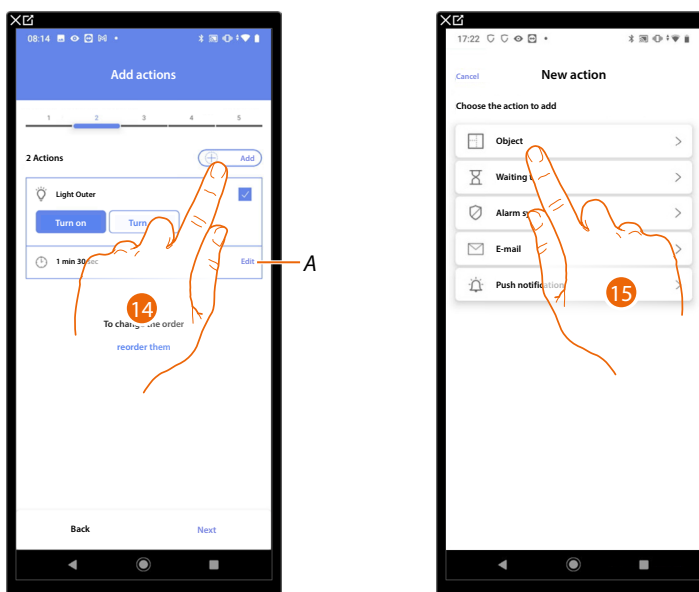 08:14
Add actions
1 2 3 4 5
2 Actions
Add
Light Outer
Turn on
Turn
1 min 30 sec
Edit
A
14
To change the order
reorder them
Back
Next
17:22
Cancel
New action
Choose the action to add
Object
Waiting
Alarm
E-mail
Push notification
15